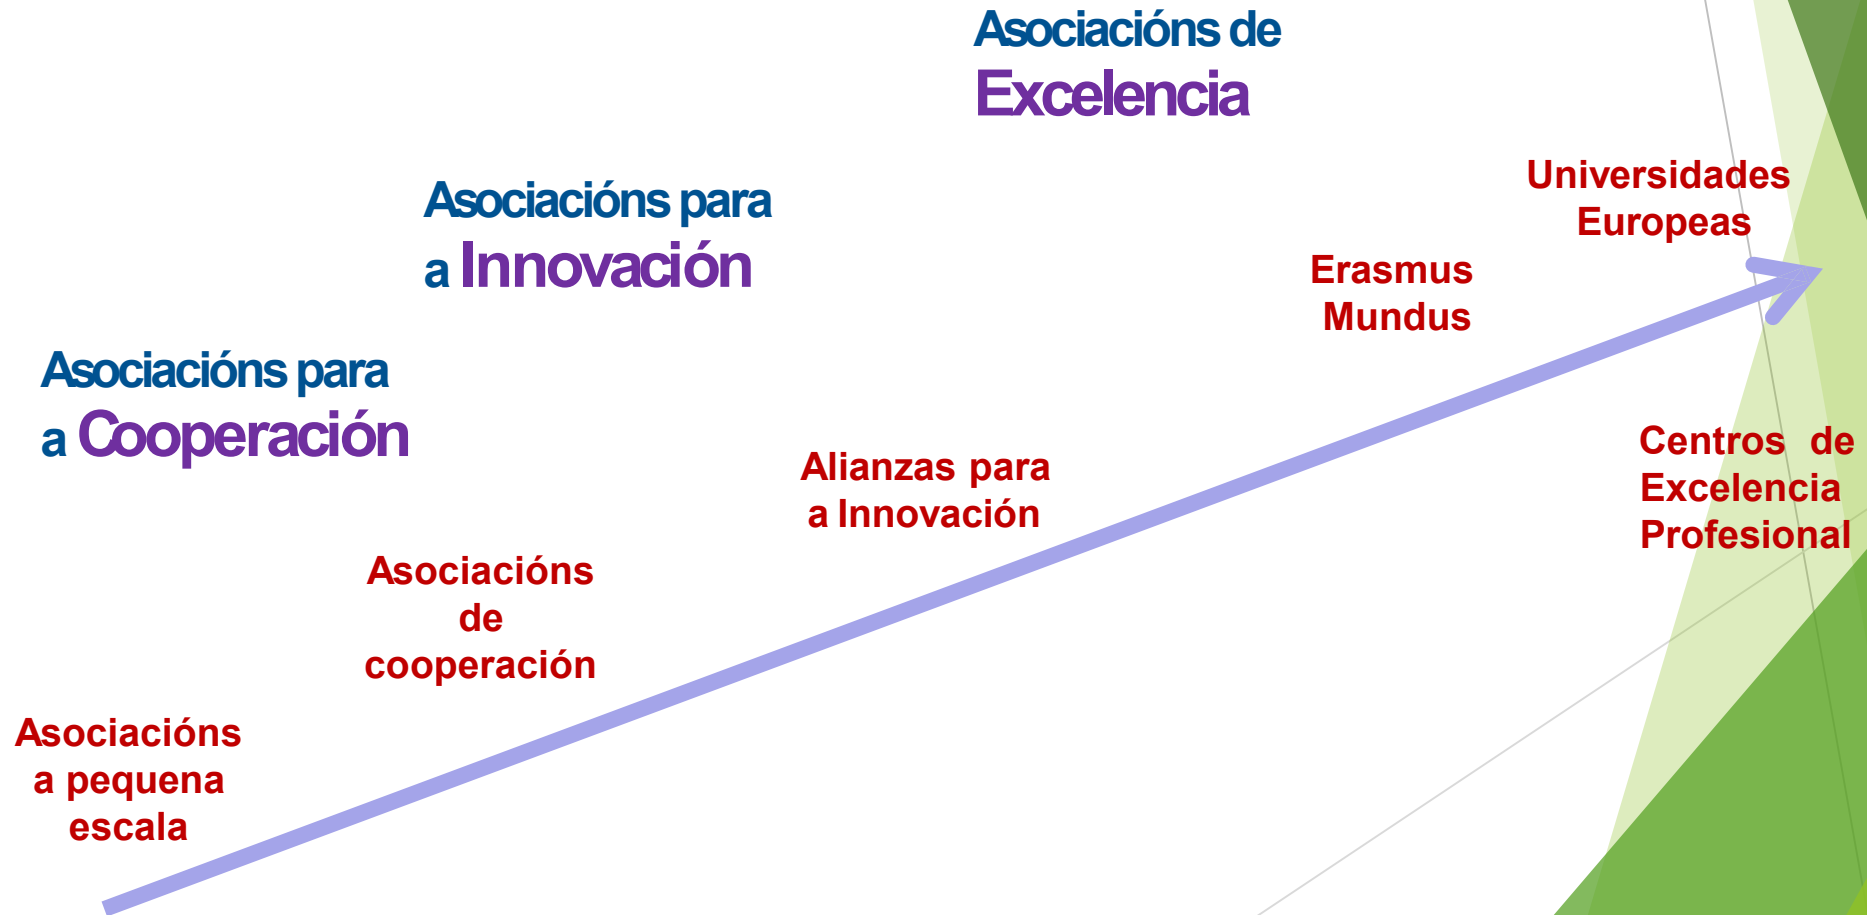 Asociacións de
Excelencia
Asociacións para
a Innovación
Asociacións para
a Cooperación
Universidades
Europeas
Erasmus
Mundus
Centros de
Excelencia
Profesional
Alianzas para
a Innovación
Asociacións
de
cooperación
Asociacións
a pequena
escala